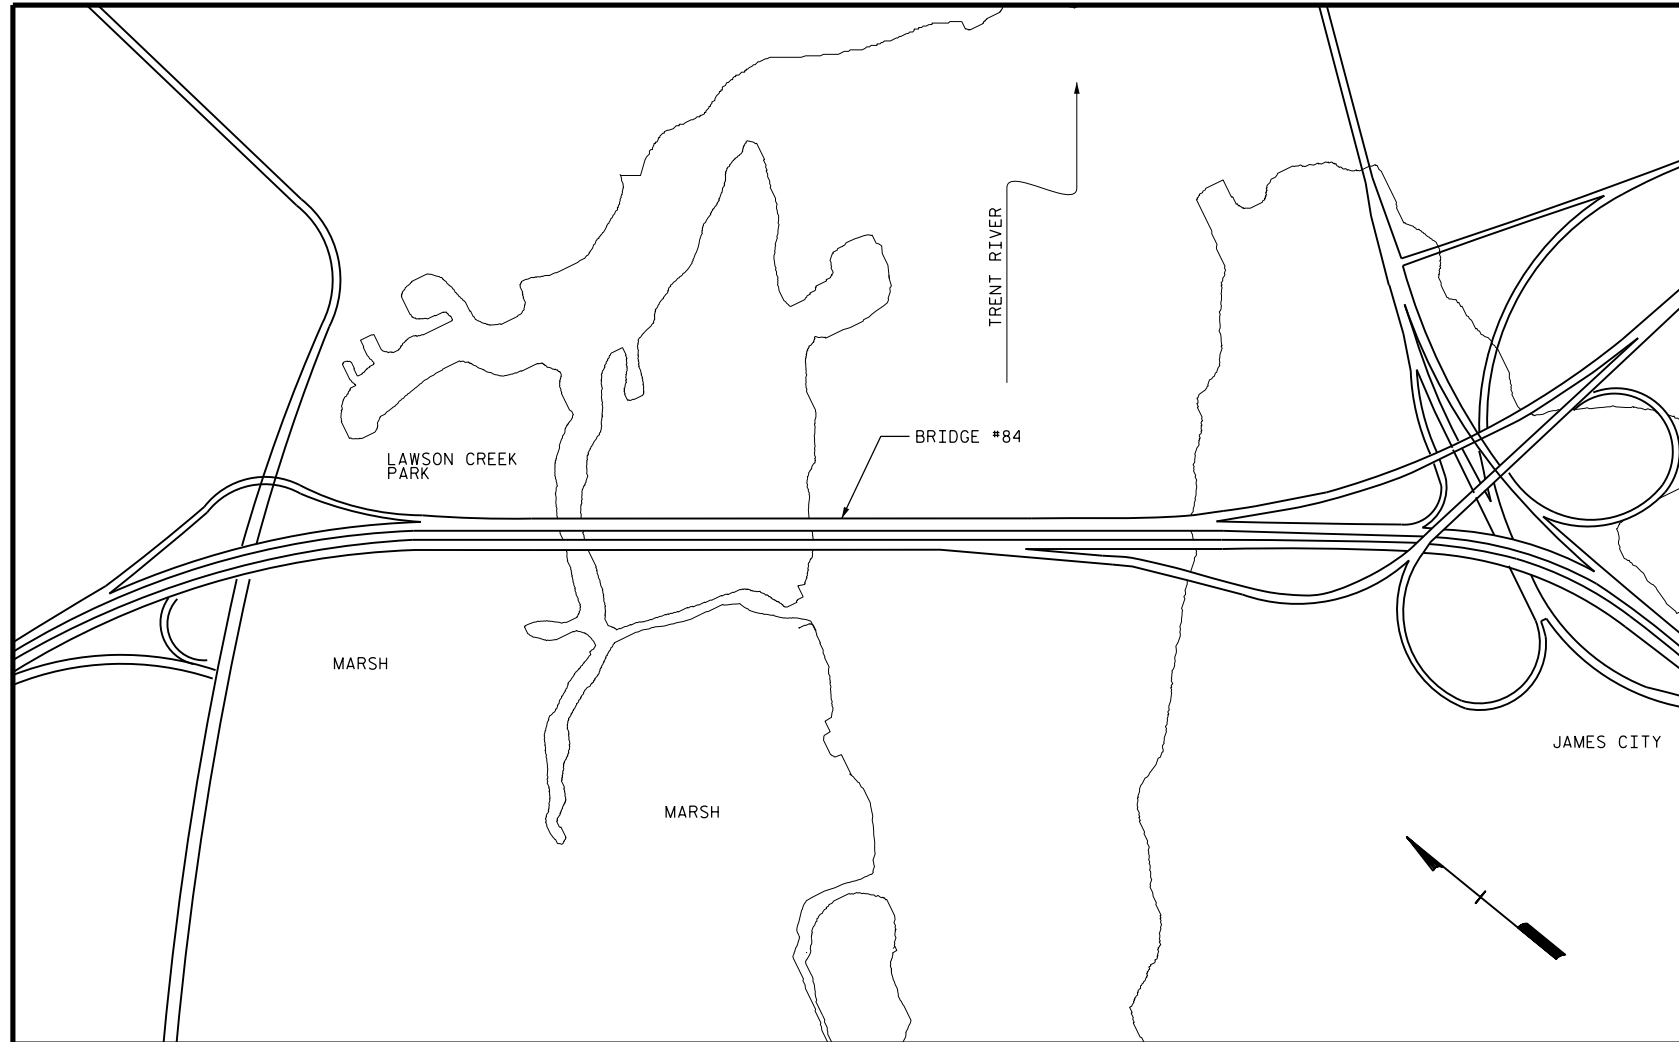 TRENT RIVER
BRIDGE #84
LAWSON CREEK
PARK
MARSH
JAMES CITY
MARSH